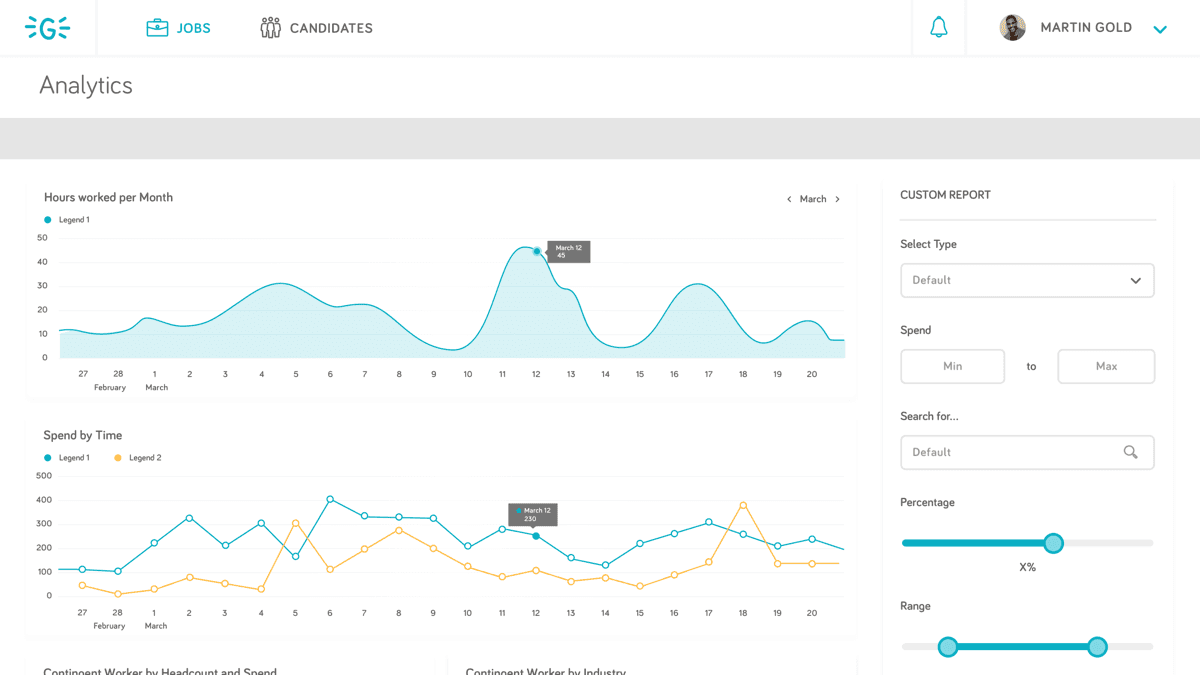 G
JOBS
CANDIDATES
MARTIN GOLD
Analytics
Hours worked per Month
< March >
Legend 1
50
40
30
20
10
0
March 12
45
27 28 1 2 3 4 5 6 7 8 9 10 11 12 13 14 15 16 17 18 19 20
February March
Spend by Time
Legend 1 Legend 2
500
400
300
200
100
0
March 12
230
27 28 1 2 3 4 5 6 7 8 9 10 11 12 13 14 15 16 17 18 19 20
February March
Contingent Worker by Headcount and Spend
Contingent Worker by Industry
CUSTOM REPORT
Select Type
Default
Spend
Min to Max
Search for...
Default
Percentage
X%
Range